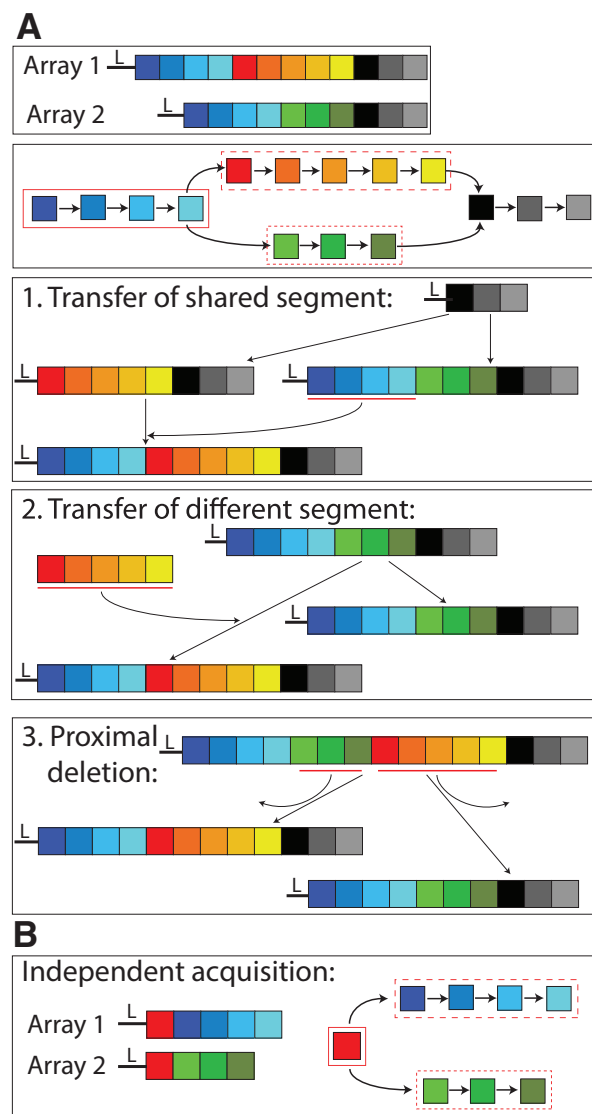 A
L
Array 1
L
Array 2
1. Transfer of shared segment:
L
L
L
L
2. Transfer of different segment:
L
L
L
3. Proximal
deletion:
L
L
L
B
Independent acquisition:
L
Array 1
L
Array 2